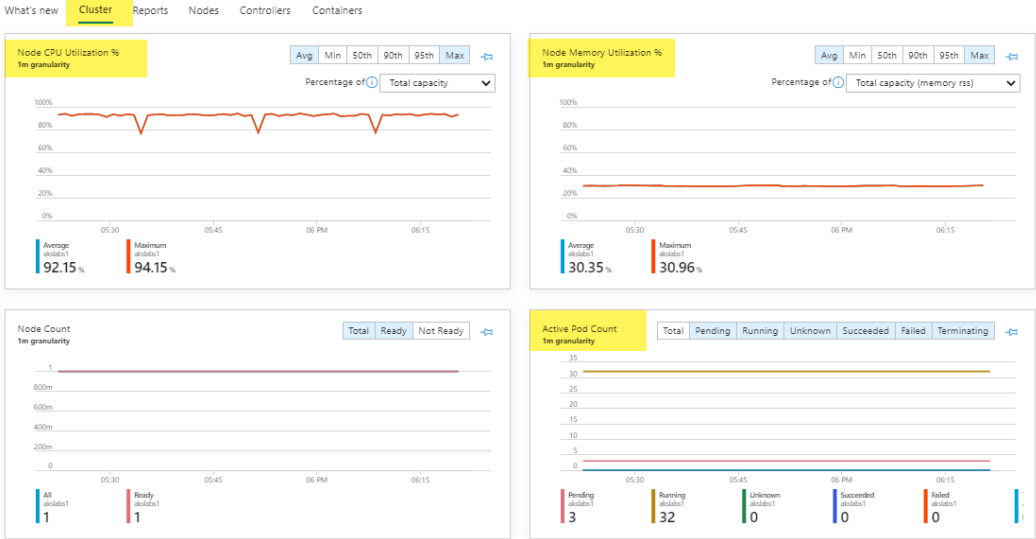 What's new Cluster Reports Nodes Controllers Containers
Node CPU Utilization %
1m granularity
Avg Min 50th 90th 95th Max
Percentage of Total capacity
100%
80%
60%
40%
20%
0%
05:30 05:45 06 PM 06:15
Average
akslabs1
92.15 %
Maximum
akslabs1
94.15 %
Node Memory Utilization %
1m granularity
Avg Min 50th 90th 95th Max
Percentage of Total capacity (memory rss)
100%
80%
60%
40%
20%
0%
05:30 05:45 06 PM 06:15
Average
akslabs1
30.35 %
Maximum
akslabs1
30.96 %
Node Count
1m granularity
Total Ready Not Ready
1
800m
600m
400m
200m
0
05:30 05:45 06 PM 06:15
All
akslabs1
1
Ready
akslabs1
1
Active Pod Count
1m granularity
Total Pending Running Unknown Succeeded Failed Terminating
35
30
25
20
15
10
5
0
05:30 05:45 06 PM 06:15
Pending
akslabs1
3
Running
akslabs1
32
Unknown
akslabs1
0
Succeeded
akslabs1
0
Failed
akslabs1
0